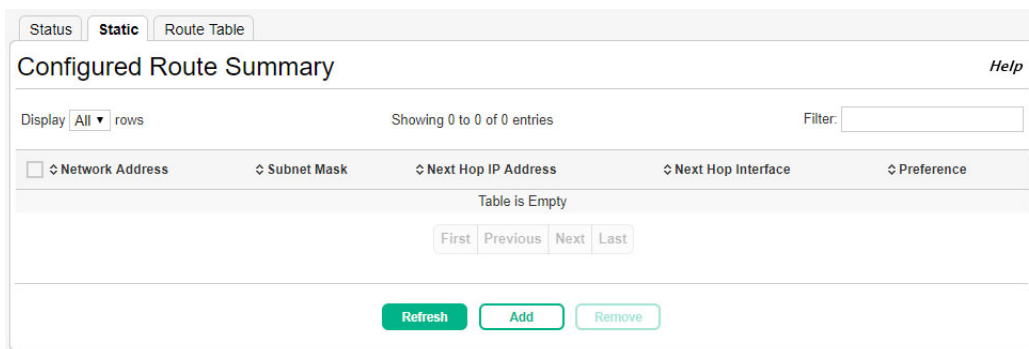 Status Static Route Table
Configured Route Summary Help
Display All rows Showing 0 to 0 of 0 entries Filter:
Network Address Subnet Mask Next Hop IP Address Next Hop Interface Preference
Table is Empty
First Previous Next Last
Refresh Add Remove